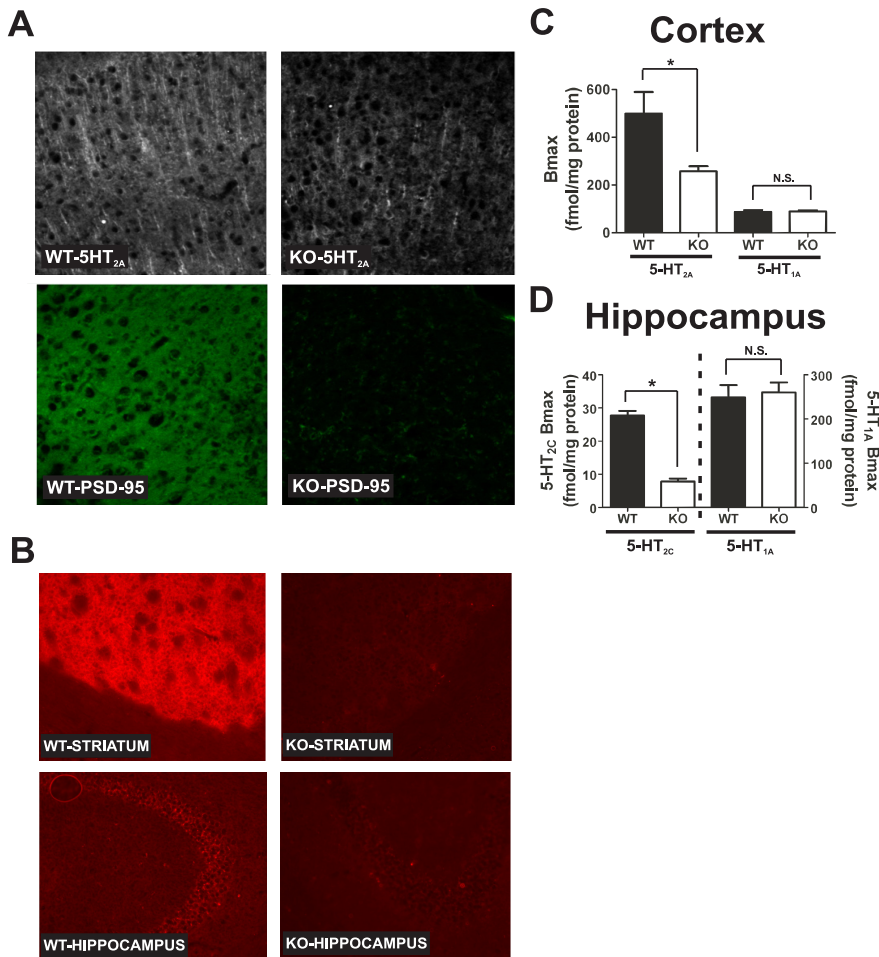 A
WT-5HT2A
KO-5HT2A
WT-PSD-95
KO-PSD-95
B
WT-STRIATUM
KO-STRIATUM
WT-HIPPOCAMPUS
KO-HIPPOCAMPUS
C
Cortex
Bmax
(fmol/mg protein)
600
400
200
0
*
N.S.
WT
KO
WT
KO
5-HT2A
5-HT1A
D
Hippocampus
5-HT2C Bmax
(fmol/mg protein)
40
30
20
10
0
*
N.S.
300
200
100
0
5-HT1A Bmax
(fmol/mg protein)
WT
KO
WT
KO
5-HT2C
5-HT1A